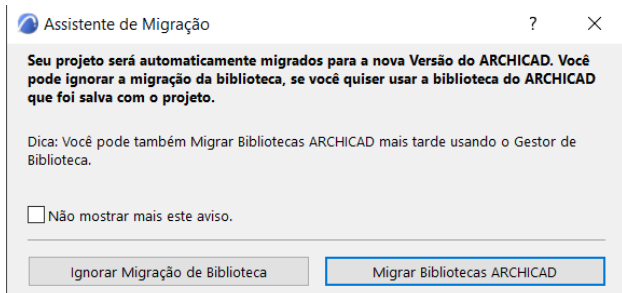 Assistente de Migração
Seu projeto será automaticamente migrados para a nova Versão do ARCHICAD. Você
pode ignorar a migração da biblioteca, se você quiser usar a biblioteca do ARCHICAD
que foi salva com o projeto.
Dica: Você pode também Migrar Bibliotecas ARCHICAD mais tarde usando o Gestor de
Biblioteca.
Não mostrar mais este aviso.
Ignorar Migração de Biblioteca
Migrar Bibliotecas ARCHICAD